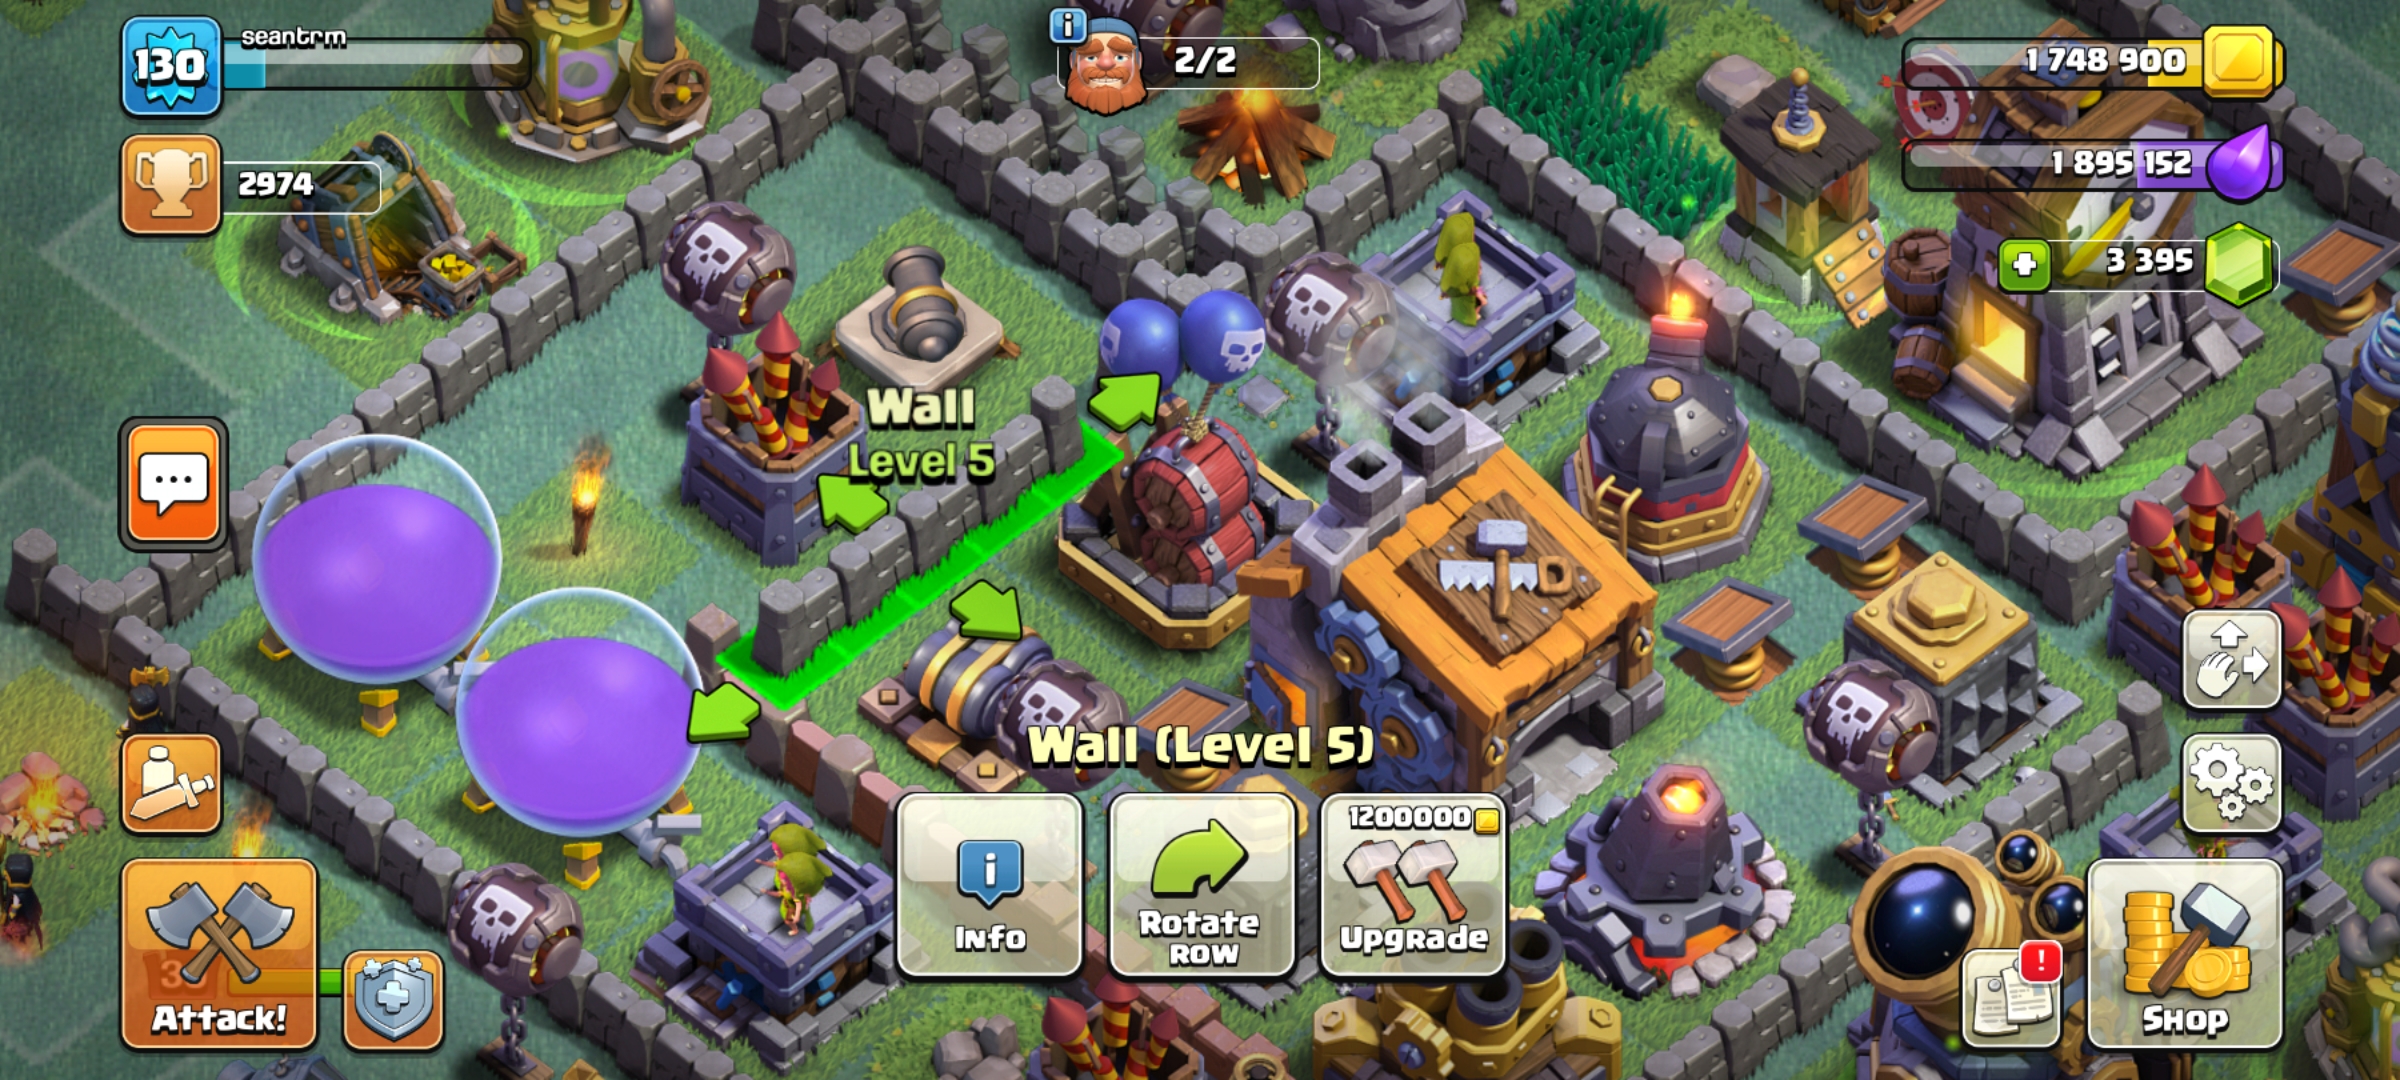 130
seantrm
2/2
1 748 900
2974
1 895 152
3 395
Wall
Level 5
Wall (Level 5)
1200000
Info
Rotate
Row
Upgrade
Attack!
!
Shop